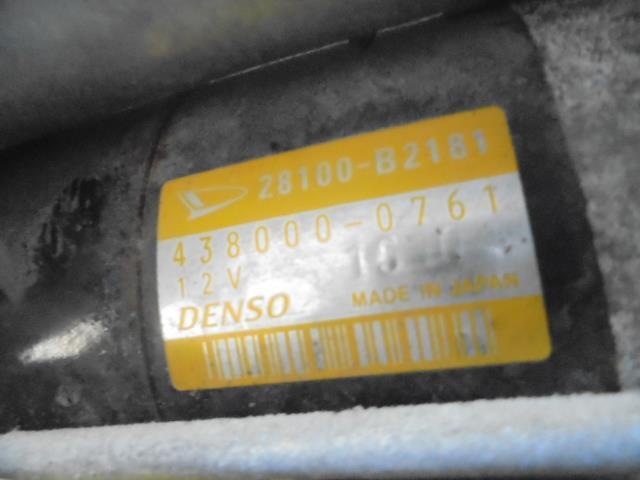 28100-B2181
438000-0761
12V
DENSO MADE IN JAPAN